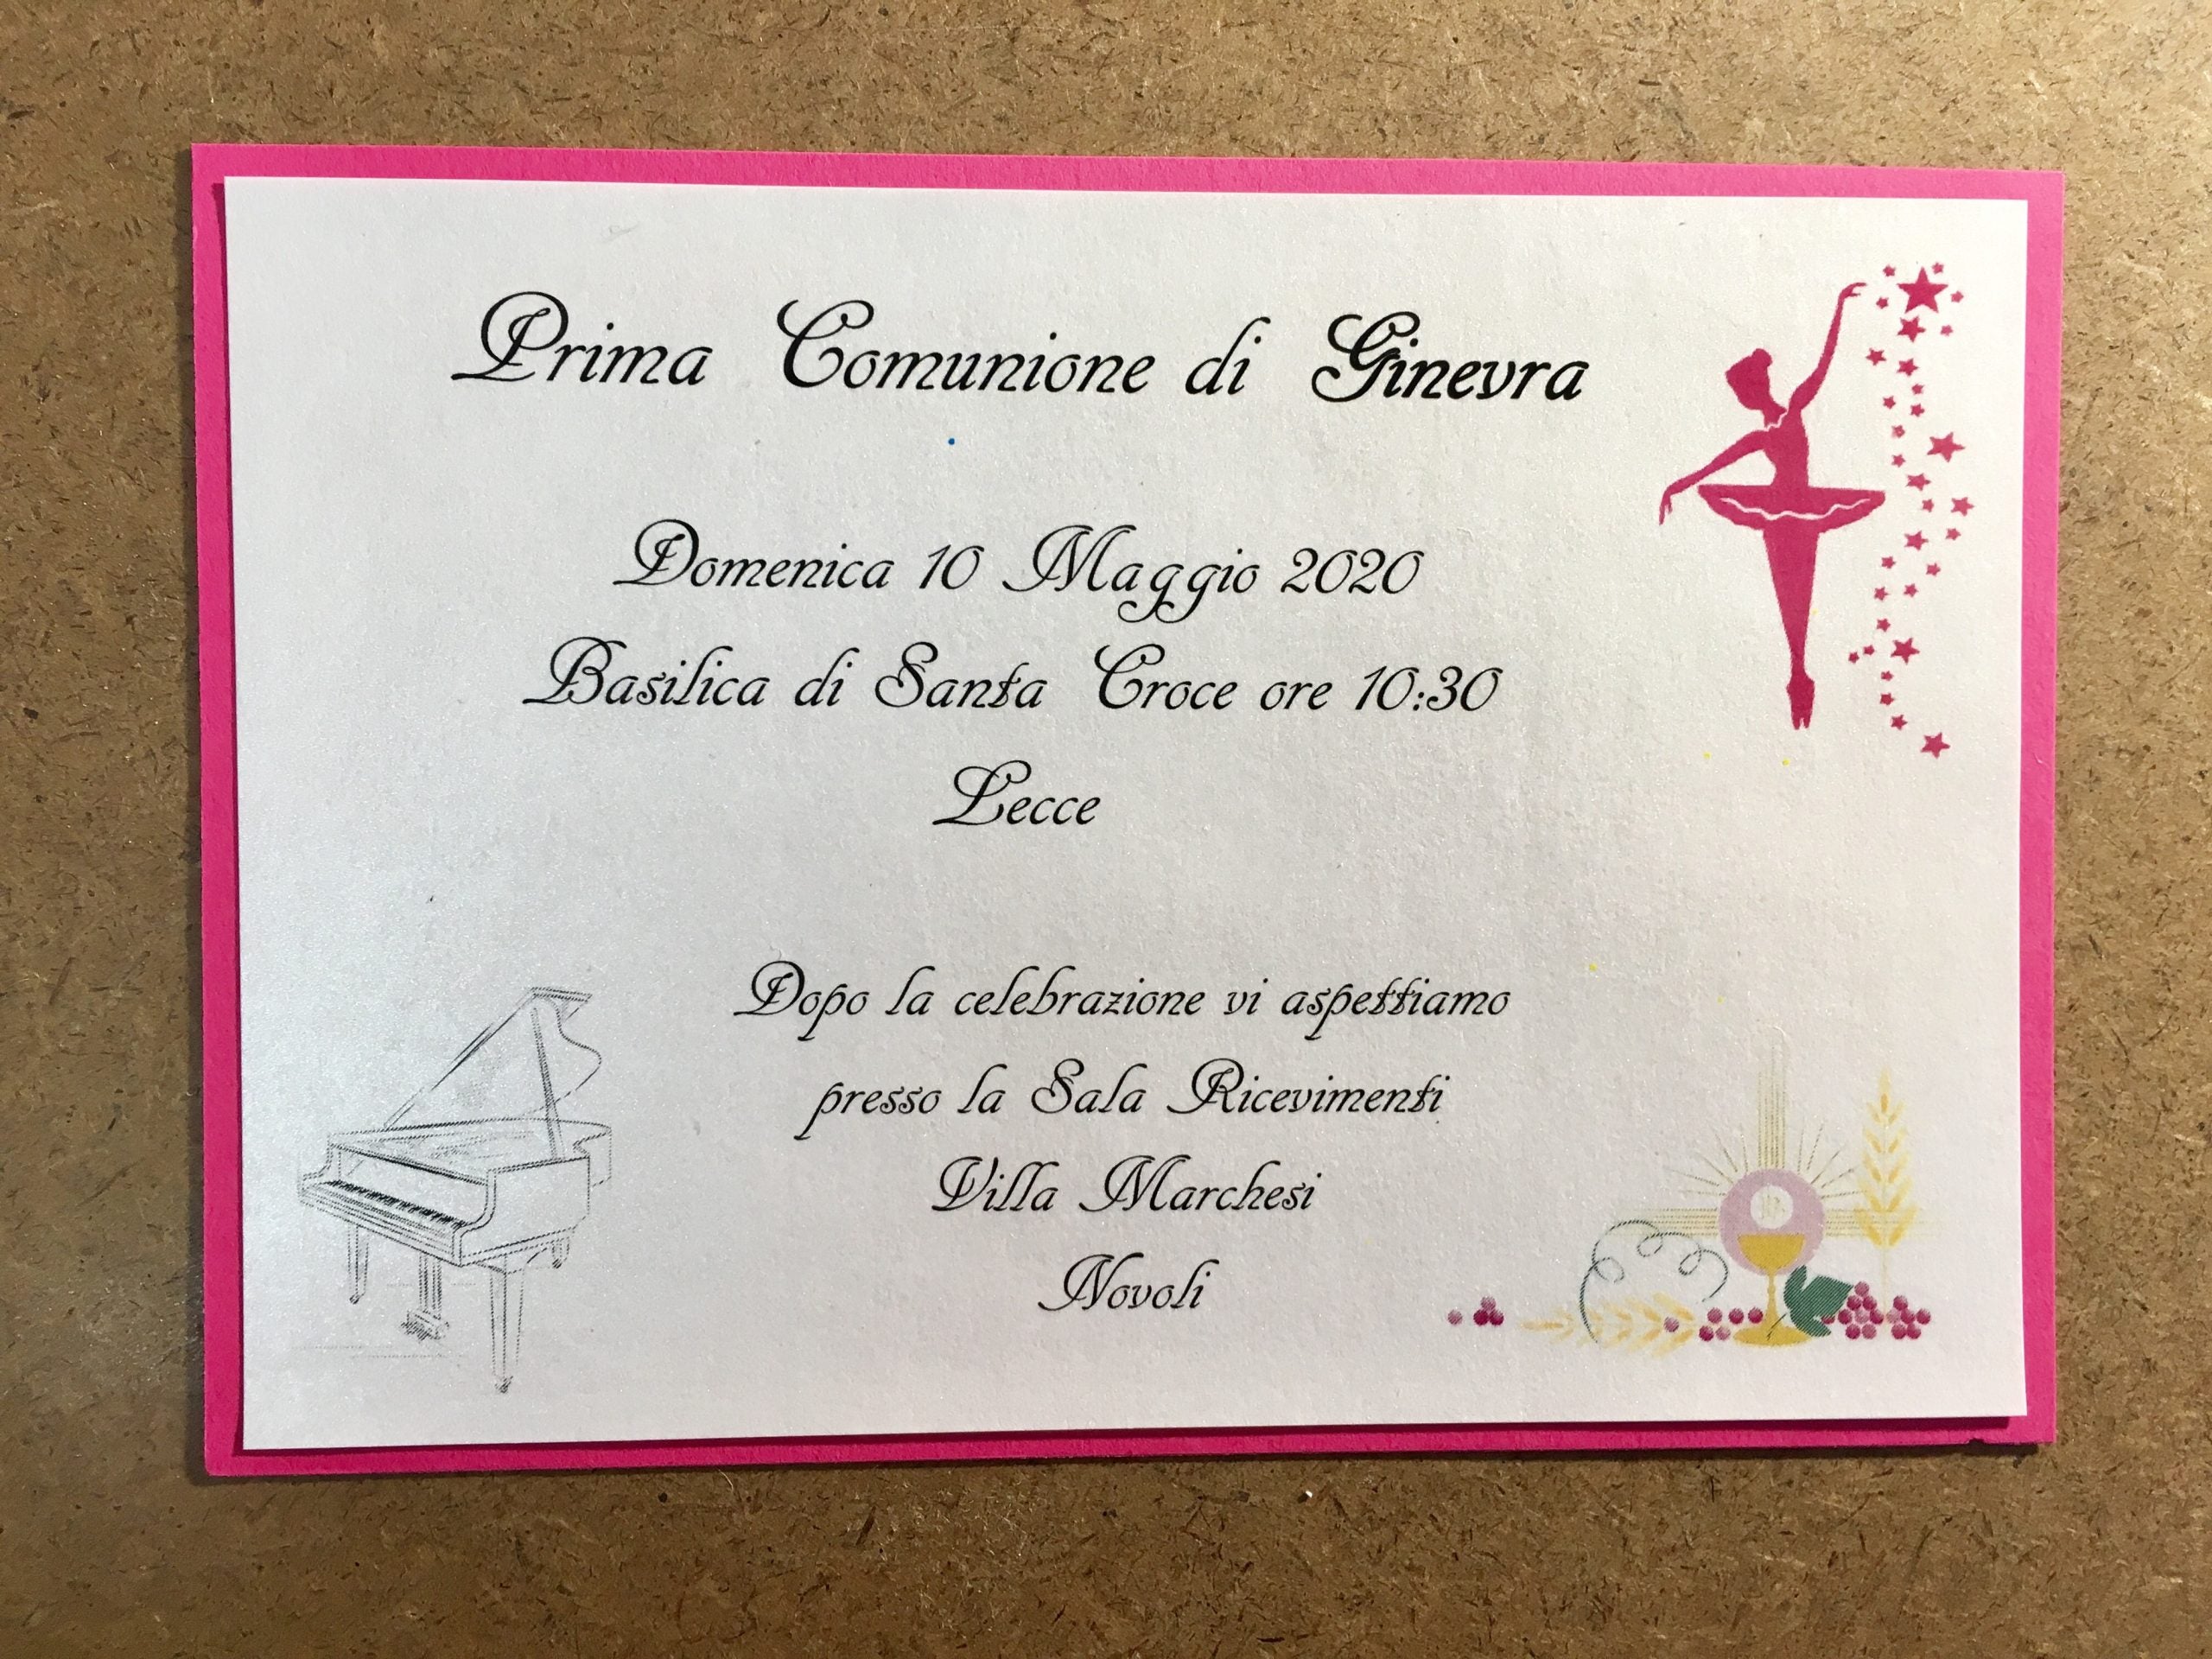 Prima Comunione di Ginevra
Domenica 10 Maggio 2020
Basilica di Santa Croce ore 10:30
Lecce
Dopo la celebrazione vi aspettiamo
presso la Sala Ricevimenti
Villa Marchesi
Novoli